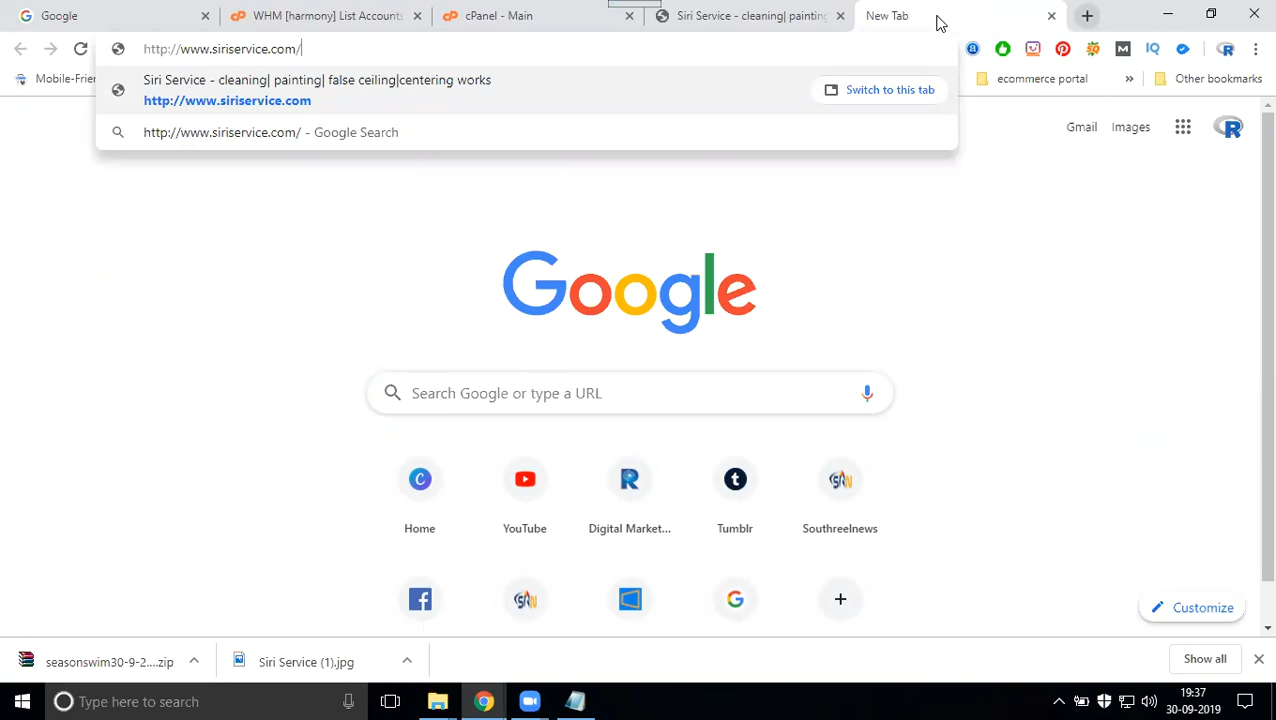 Google
WHM [harmony] List Accounts
cPanel - Main
Siri Service - cleaning| painting
New Tab
http://www.siriservice.com/
Siri Service - cleaning| painting| false ceiling|centering works
http://www.siriservice.com
Switch to this tab
http://www.siriservice.com/ - Google Search
Mobile-Frie
ecommerce portal
Other bookmarks
Gmail
Images
Google
Search Google or type a URL
Home
YouTube
Digital Market...
Tumblr
Southreelnews
Customize
seasonswim30-9-2....zip
Siri Service (1).jpg
Show all
Type here to search
19:37
30-09-2019